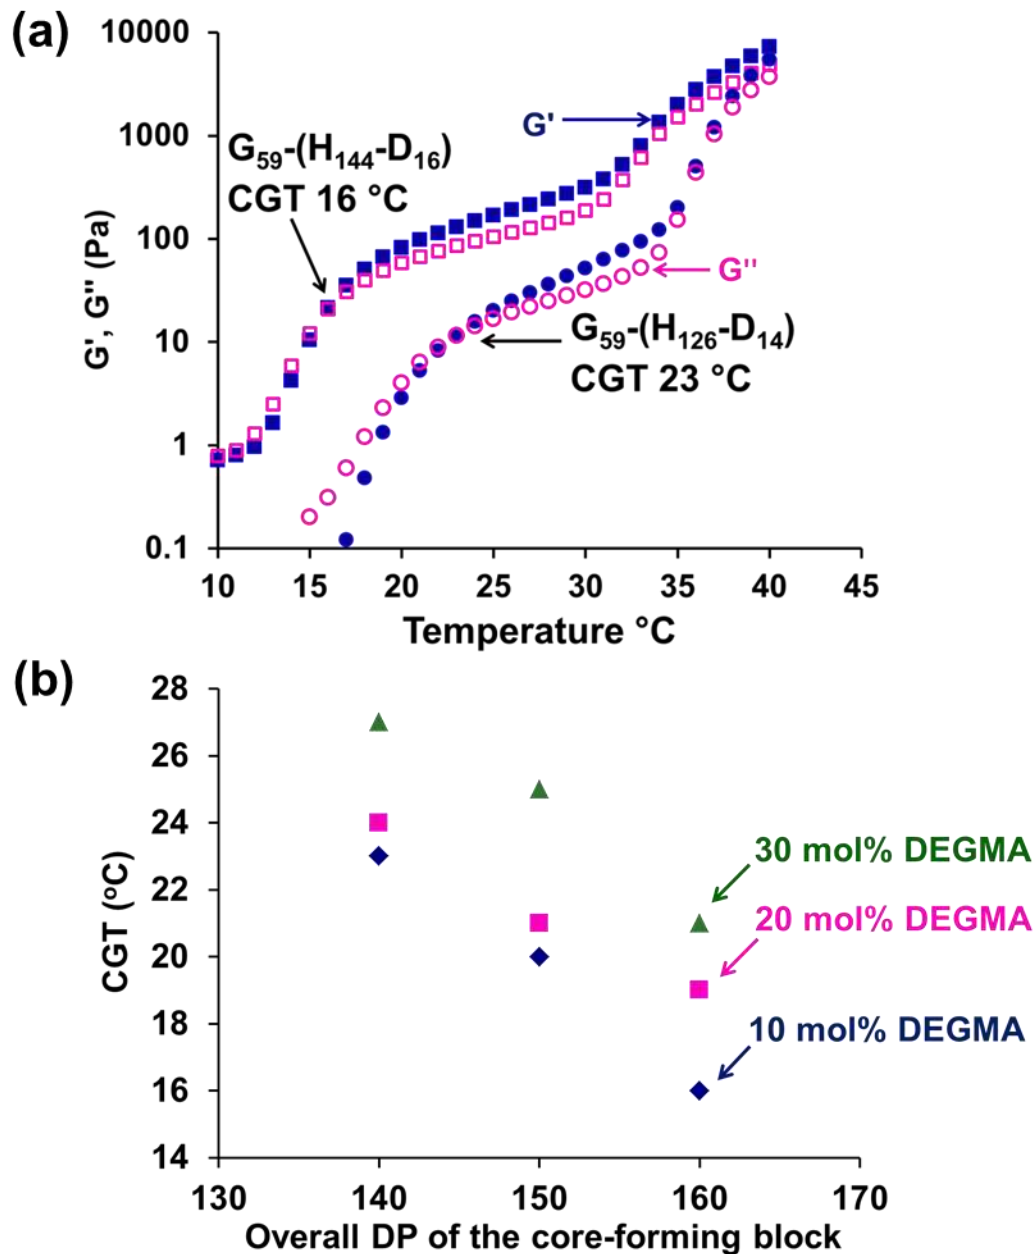 (a)
G', G'' (Pa)
10000
1000
100
10
1
0.1
G'
G₅₉-(H₁₄₄-D₁₆)
CGT 16 °C
G''
G₅₉-(H₁₂₆-D₁₄)
CGT 23 °C
10 15 20 25 30 35 40 45
Temperature °C
(b)
CGT (°C)
28
26
24
22
20
18
16
14
30 mol% DEGMA
20 mol% DEGMA
10 mol% DEGMA
130 140 150 160 170
Overall DP of the core-forming block